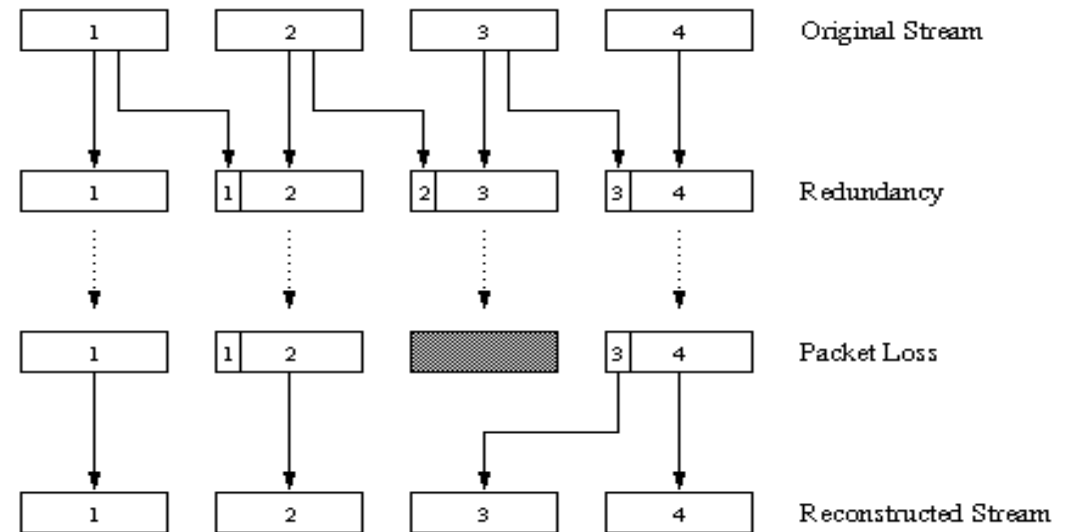 1 2 3 4 Original Stream
1 1 2 2 3 3 4 Redundancy
1 1 2 3 4 Packet Loss
1 2 3 4 Reconstructed Stream